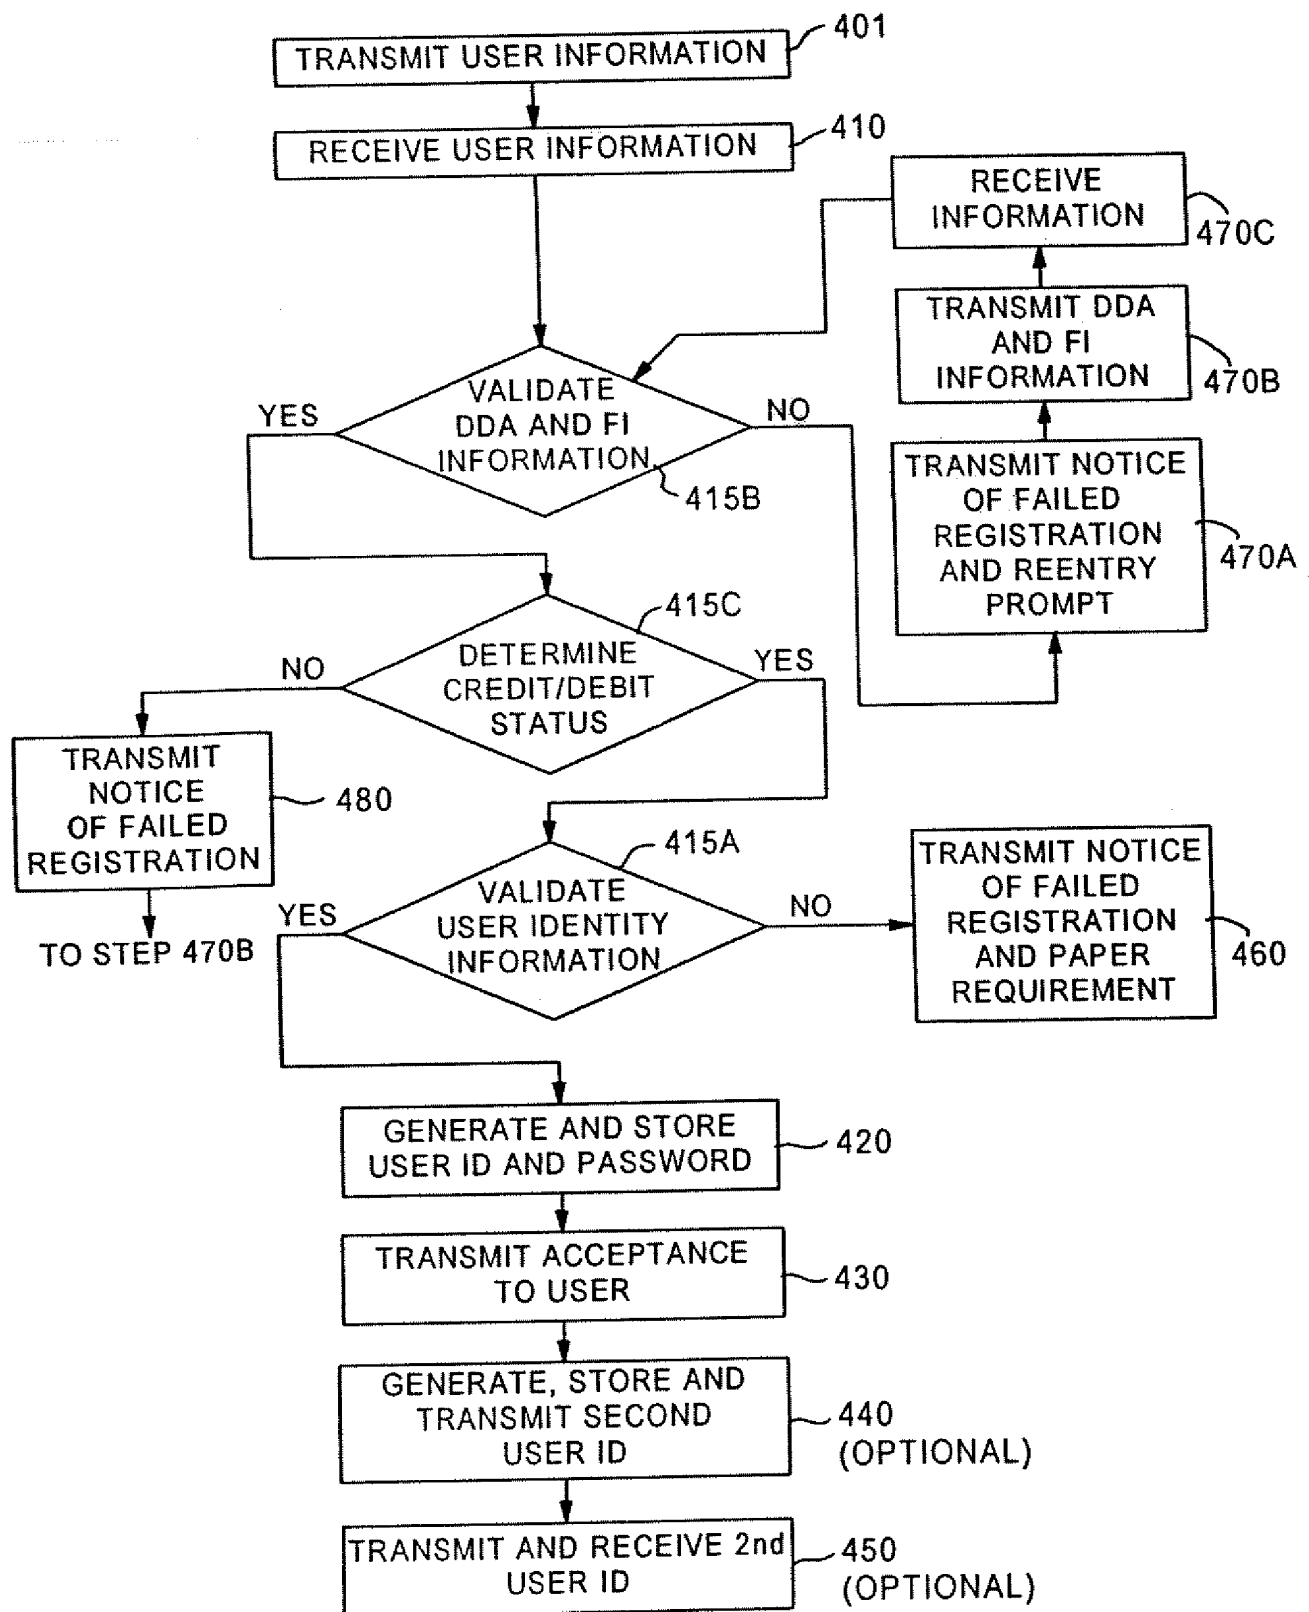 401
TRANSMIT USER INFORMATION
410
RECEIVE USER INFORMATION
RECEIVE
INFORMATION
470C
TRANSMIT DDA
AND FI
INFORMATION
470B
VALIDATE
DDA AND FI
INFORMATION
YES
NO
415B
TRANSMIT NOTICE
OF FAILED
REGISTRATION
AND REENTRY
PROMPT
470A
415C
DETERMINE
CREDIT/DEBIT
STATUS
NO
YES
TRANSMIT
NOTICE
OF FAILED
REGISTRATION
480
TO STEP 470B
415A
VALIDATE
USER IDENTITY
INFORMATION
YES
NO
TRANSMIT NOTICE
OF FAILED
REGISTRATION
AND PAPER
REQUIREMENT
460
GENERATE AND STORE
USER ID AND PASSWORD
420
TRANSMIT ACCEPTANCE
TO USER
430
GENERATE, STORE AND
TRANSMIT SECOND
USER ID
440
(OPTIONAL)
TRANSMIT AND RECEIVE 2nd
USER ID
450
(OPTIONAL)